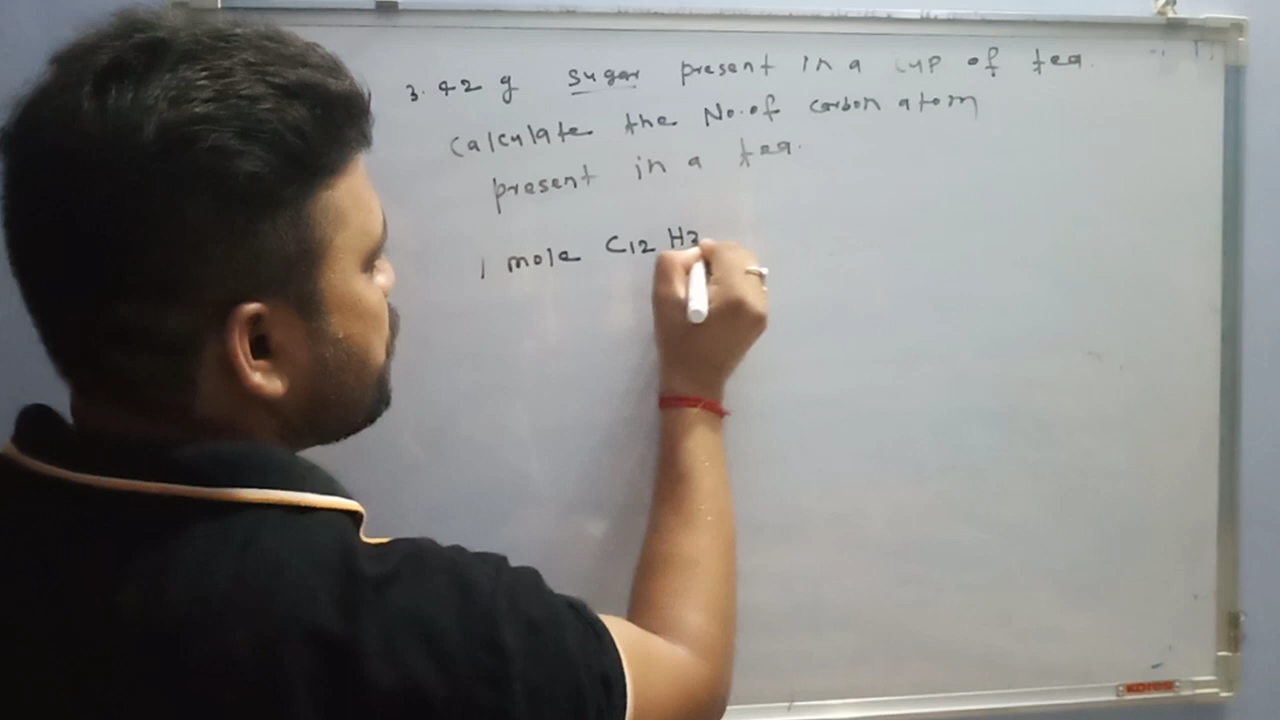 3.42 g sugar present in a cup of tea.
Calculate the No. of carbon atom
present in a tea.
1 mole C12 H2
KOROSI